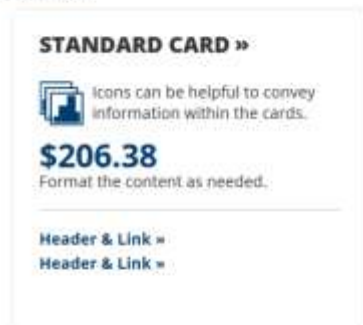 STANDARD CARD »
Icons can be helpful to convey
information within the cards.
$206.38
Format the content as needed.
Header & Link »
Header & Link »